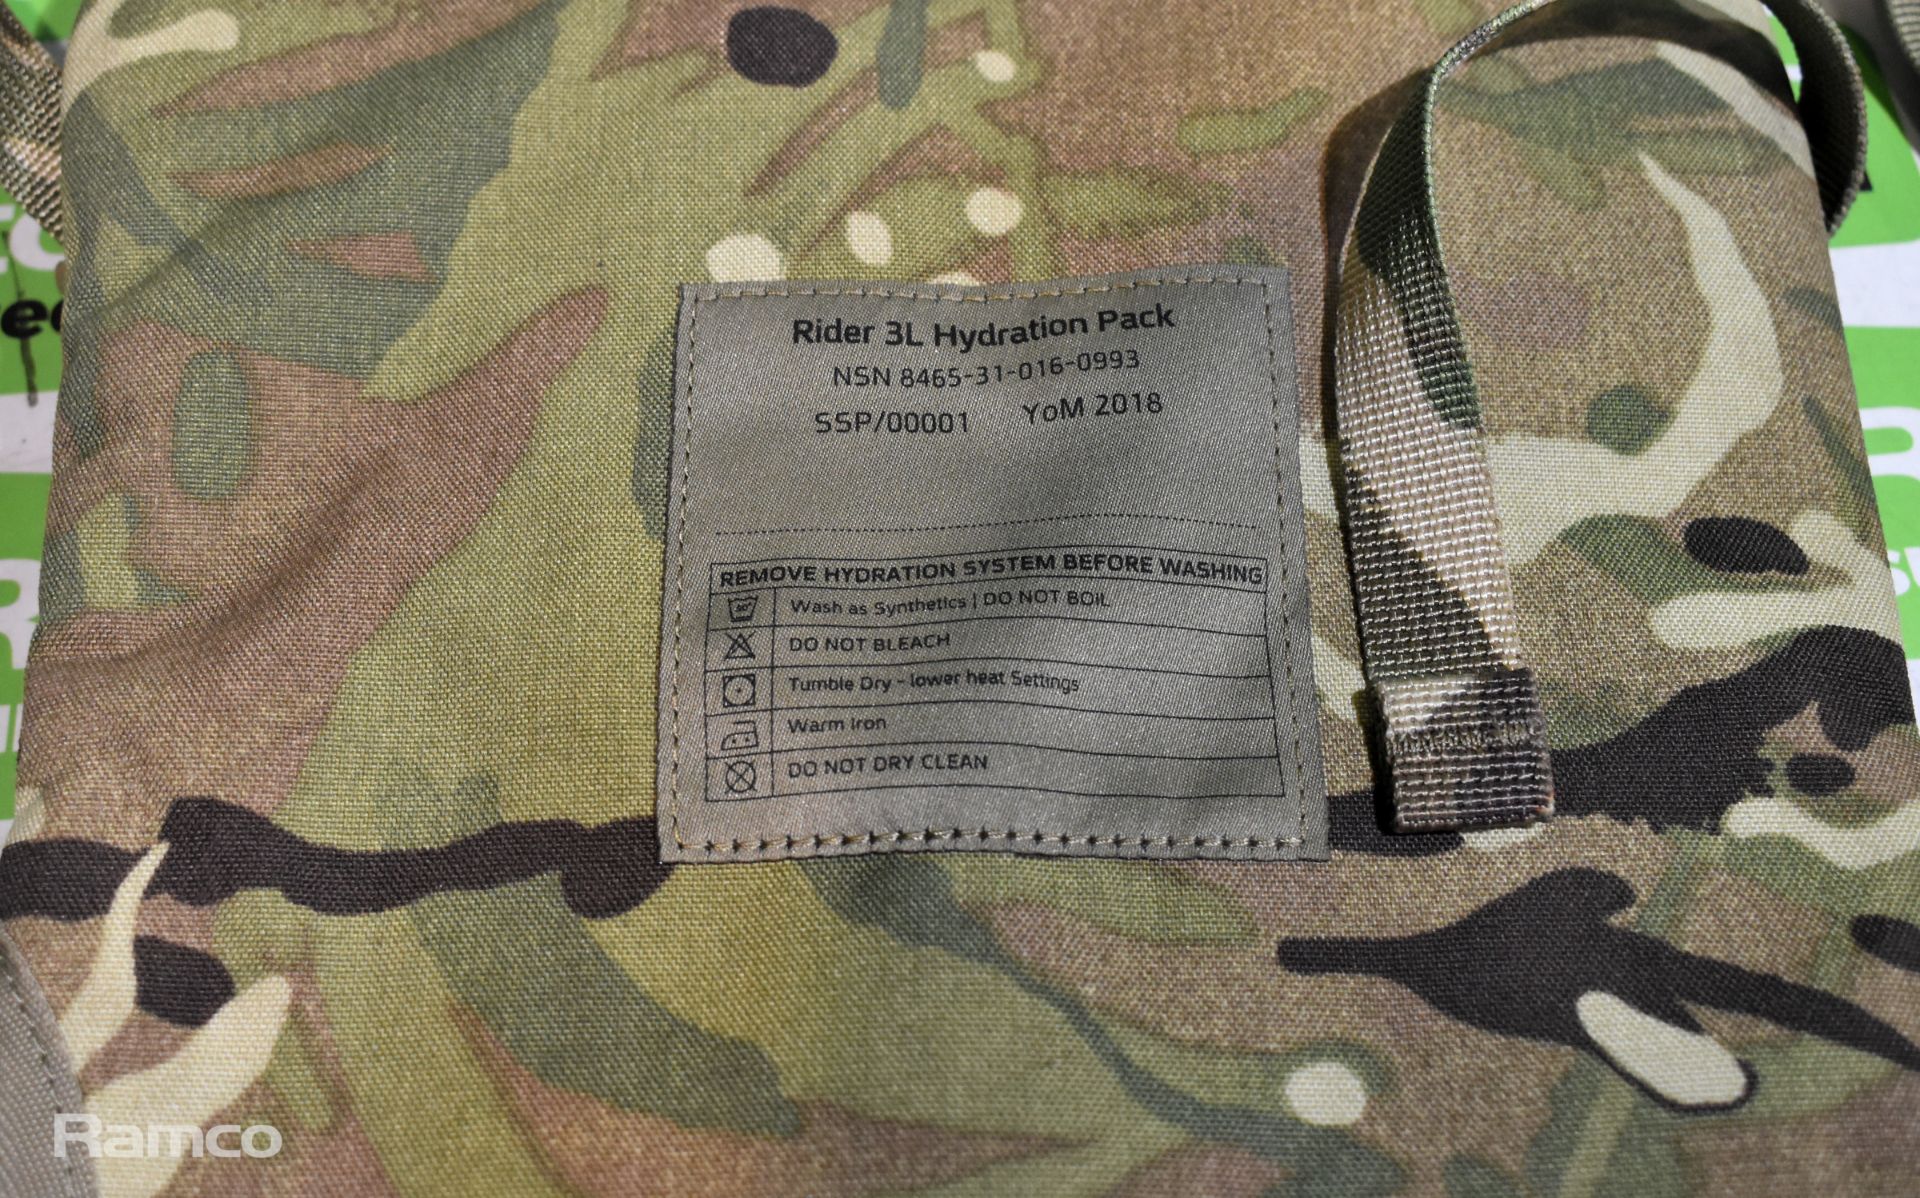 Rider 3L Hydration Pack
NSN 8465-31-016-0993
SSP/00001 YoM 2018
REMOVE HYDRATION SYSTEM BEFORE WASHING
Wash as Synthetics | DO NOT BOIL
DO NOT BLEACH
Tumble Dry - lower heat Settings
Warm Iron
DO NOT DRY CLEAN
Ramco